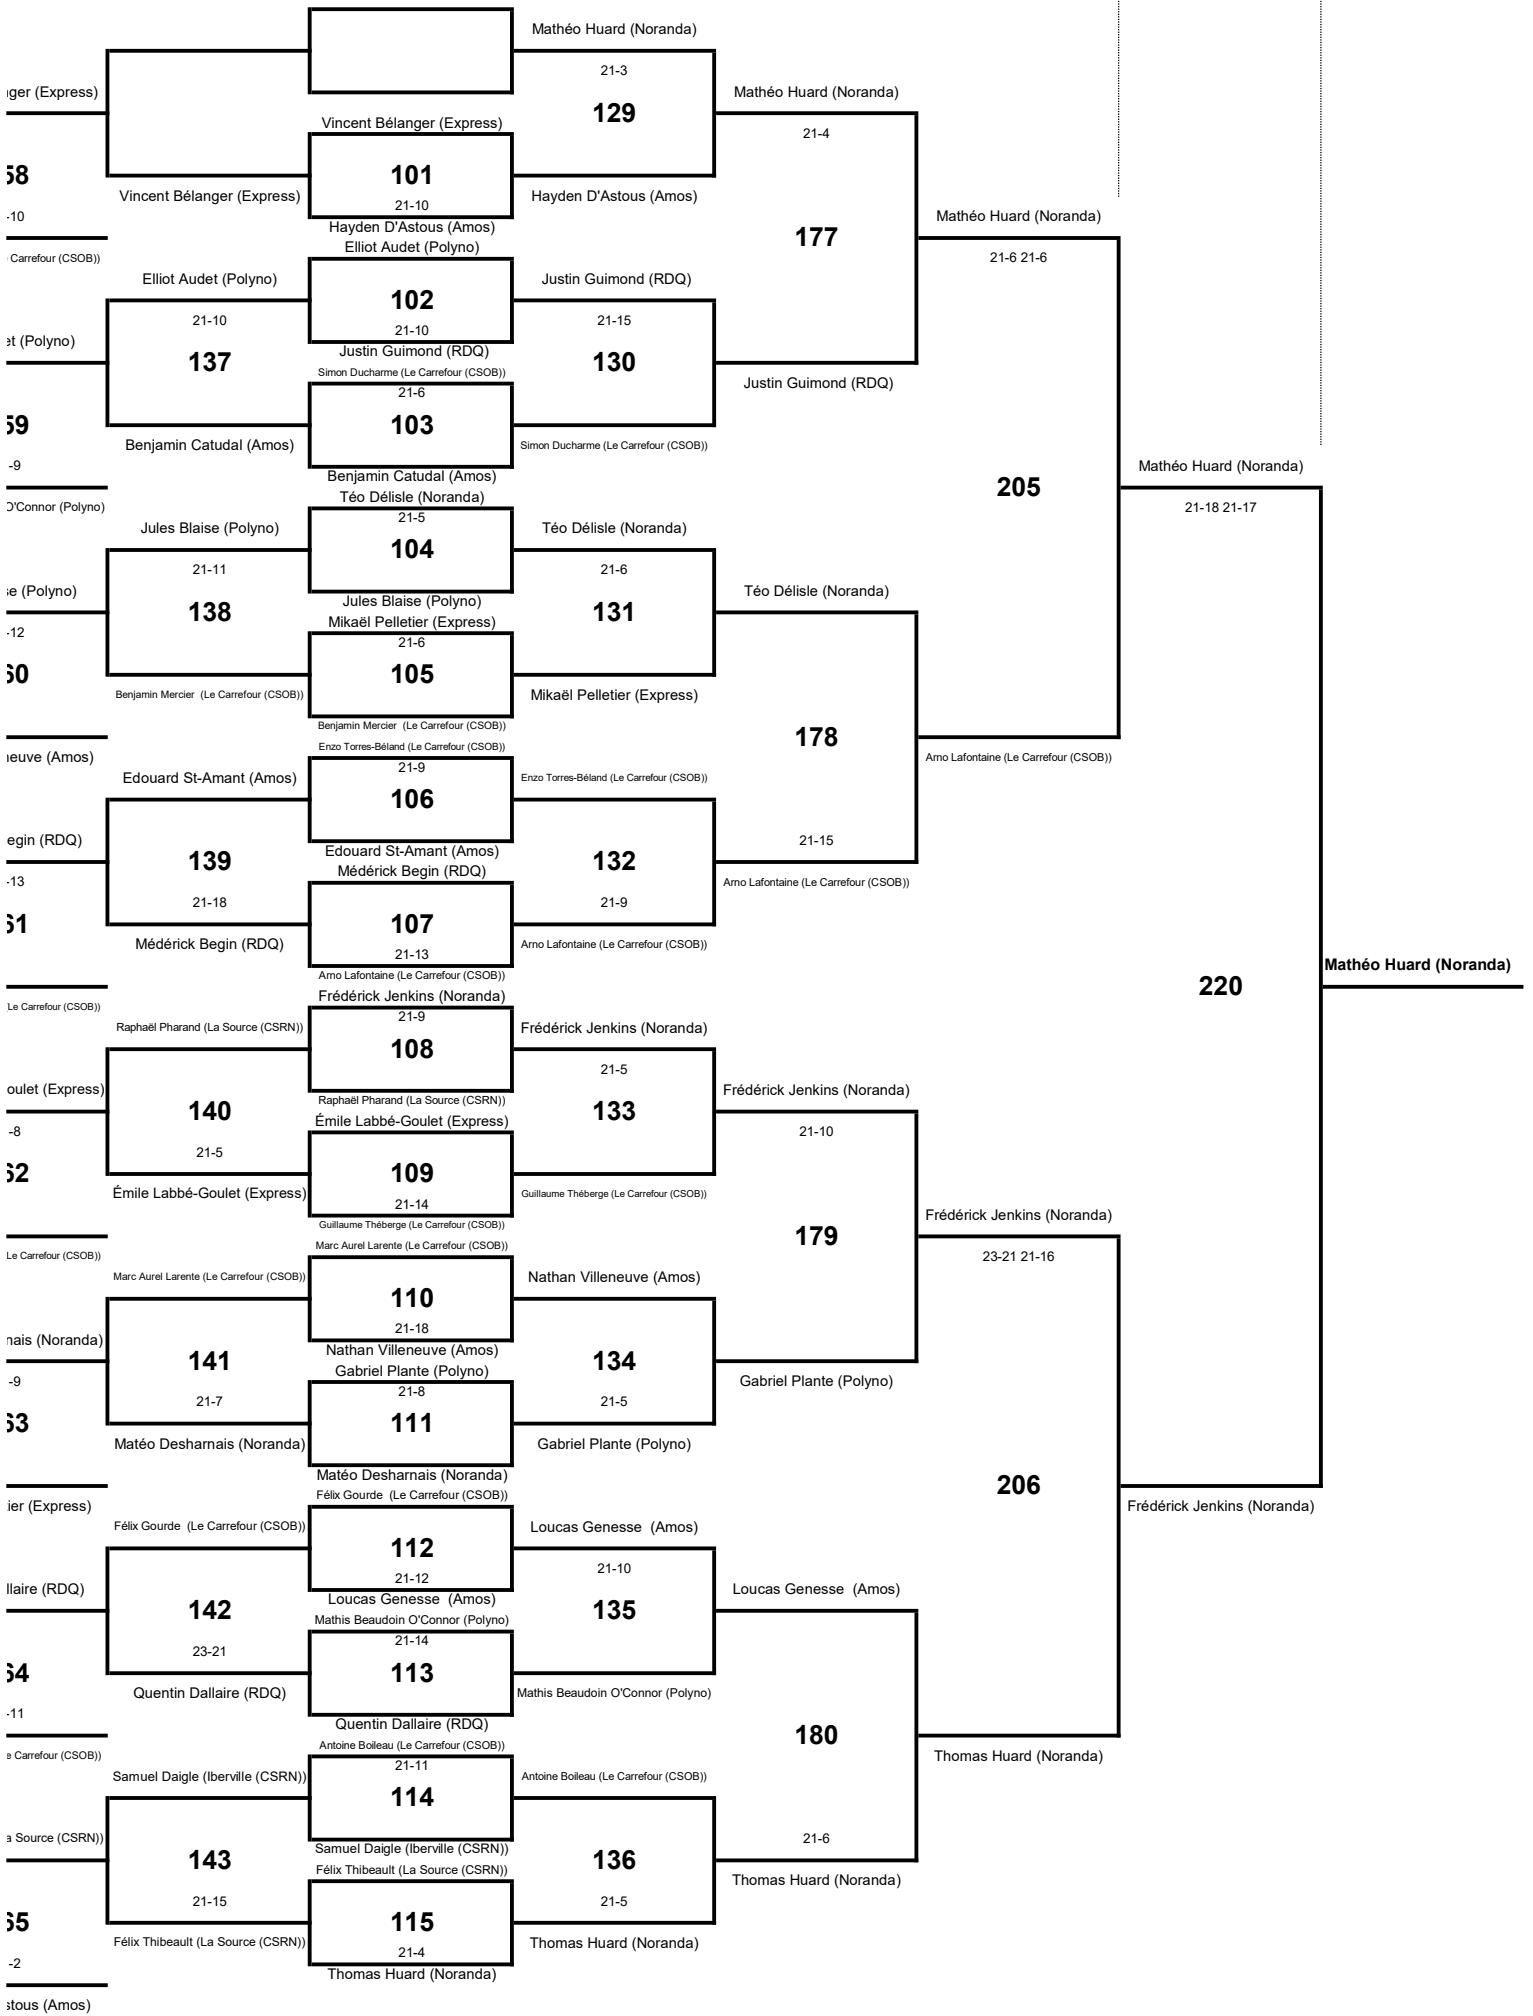 Mathéo Huard (Noranda)
21-3
ger (Express)
Mathéo Huard (Noranda)
129
Vincent Bélanger (Express)
21-4
101
58
Vincent Bélanger (Express)
Hayden D'Astous (Amos)
21-10
-10
Mathéo Huard (Noranda)
Hayden D'Astous (Amos)
177
Elliot Audet (Polyno)
Carrefour (CSOB))
21-6 21-6
Elliot Audet (Polyno)
Justin Guimond (RDQ)
102
21-10
21-15
21-10
et (Polyno)
Justin Guimond (RDQ)
137
130
Simon Ducharme (Le Carrefour (CSOB))
Justin Guimond (RDQ)
21-6
59
103
Benjamin Catudal (Amos)
Simon Ducharme (Le Carrefour (CSOB))
-9
Mathéo Huard (Noranda)
Benjamin Catudal (Amos)
205
Téo Délisle (Noranda)
O'Connor (Polyno)
21-18 21-17
21-5
Jules Blaise (Polyno)
Téo Délisle (Noranda)
104
21-11
21-6
se (Polyno)
Téo Délisle (Noranda)
Jules Blaise (Polyno)
138
131
Mikaël Pelletier (Express)
-12
21-6
60
105
Benjamin Mercier (Le Carrefour (CSOB))
Mikaël Pelletier (Express)
Benjamin Mercier (Le Carrefour (CSOB))
178
Enzo Torres-Béland (Le Carrefour (CSOB))
neuve (Amos)
Arno Lafontaine (Le Carrefour (CSOB))
21-9
Edouard St-Amant (Amos)
Enzo Torres-Béland (Le Carrefour (CSOB))
106
egin (RDQ)
21-15
Edouard St-Amant (Amos)
139
132
Médérick Begin (RDQ)
-13
Arno Lafontaine (Le Carrefour (CSOB))
21-18
21-9
61
107
Médérick Begin (RDQ)
Arno Lafontaine (Le Carrefour (CSOB))
21-13
Mathéo Huard (Noranda)
Arno Lafontaine (Le Carrefour (CSOB))
220
Frédérick Jenkins (Noranda)
Le Carrefour (CSOB))
21-9
Raphaël Pharand (La Source (CSRN))
Frédérick Jenkins (Noranda)
108
21-5
oulet (Express)
Frédérick Jenkins (Noranda)
Raphaël Pharand (La Source (CSRN))
140
133
Émile Labbé-Goulet (Express)
-8
21-10
21-5
62
109
Émile Labbé-Goulet (Express)
Guillaume Théberge (Le Carrefour (CSOB))
21-14
Frédérick Jenkins (Noranda)
Guillaume Théberge (Le Carrefour (CSOB))
179
Marc Aurel Larente (Le Carrefour (CSOB))
Le Carrefour (CSOB))
23-21 21-16
Marc Aurel Larente (Le Carrefour (CSOB))
Nathan Villeneuve (Amos)
110
21-18
nais (Noranda)
Nathan Villeneuve (Amos)
141
134
Gabriel Plante (Polyno)
-9
Gabriel Plante (Polyno)
21-8
21-7
21-5
63
111
Matéo Desharnais (Noranda)
Gabriel Plante (Polyno)
Matéo Desharnais (Noranda)
206
Félix Gourde (Le Carrefour (CSOB))
ier (Express)
Frédérick Jenkins (Noranda)
Félix Gourde (Le Carrefour (CSOB))
Loucas Genesse (Amos)
112
21-10
21-12
llaire (RDQ)
Loucas Genesse (Amos)
Loucas Genesse (Amos)
142
135
Mathis Beaudoin O'Connor (Polyno)
21-14
23-21
64
113
Quentin Dallaire (RDQ)
Mathis Beaudoin O'Connor (Polyno)
-11
Quentin Dallaire (RDQ)
180
Antoine Boileau (Le Carrefour (CSOB))
e Carrefour (CSOB))
Thomas Huard (Noranda)
21-11
Samuel Daigle (Iberville (CSRN))
Antoine Boileau (Le Carrefour (CSOB))
114
a Source (CSRN))
21-6
Samuel Daigle (Iberville (CSRN))
143
136
Félix Thibeault (La Source (CSRN))
Thomas Huard (Noranda)
21-15
21-5
65
115
Félix Thibeault (La Source (CSRN))
Thomas Huard (Noranda)
21-4
-2
Thomas Huard (Noranda)
stous (Amos)